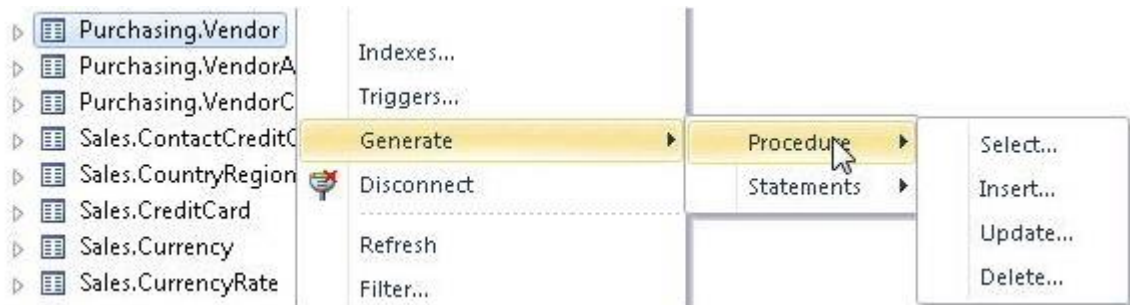 Purchasing.Vendor
Purchasing.VendorA
Purchasing.VendorC
Sales.ContactCreditC
Sales.CountryRegion
Sales.CreditCard
Sales.Currency
Sales.CurrencyRate
Indexes...
Triggers...
Generate
Disconnect
Refresh
Filter...
Procedure
Statements
Select...
Insert...
Update...
Delete...